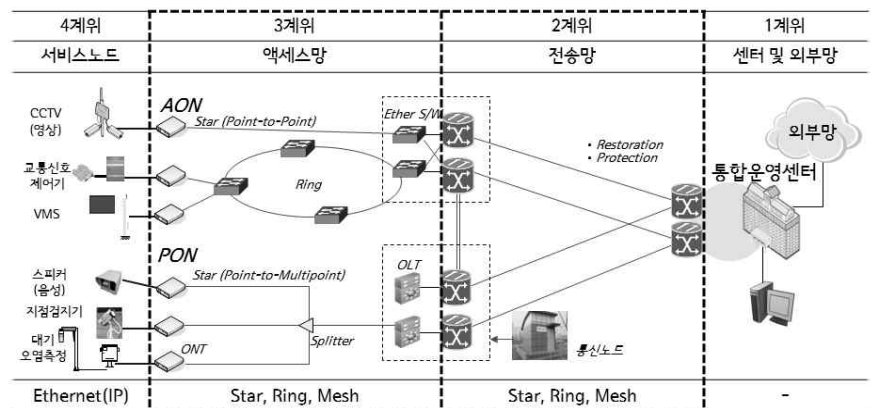 4계위 3계위 2계위 1계위
서비스노드 액세스망 전송망 센터 및 외부망
AON
CCTV
(영상)
Star (Point-to-Point)
Ether S/W
외부망
• Restoration
• Protection
교통신호
제어기
Ring
통합운영센터
VMS
PON
스피커
(음성)
Star (Point-to-Multipoint)
OLT
지점검지기
대기
오염측정
ONT
Splitter
통신노드
Ethernet(IP) Star, Ring, Mesh Star, Ring, Mesh -